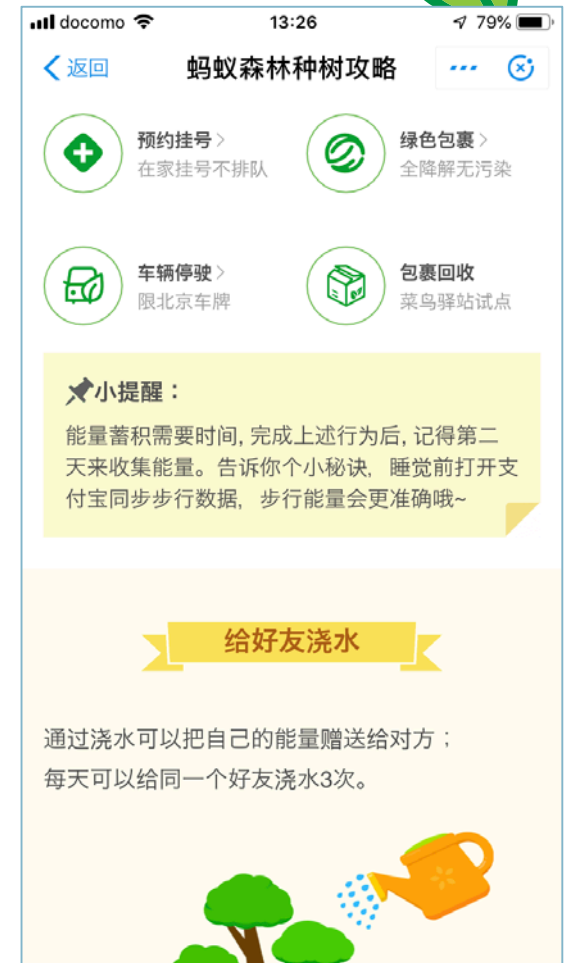 docomo 13:26 79%
返回 蚂蚁森林种树攻略
预约挂号 绿色包裹
在家挂号不排队 全降解无污染
车辆停驶 包裹回收
限北京车牌 菜鸟驿站试点
小提醒：
能量蓄积需要时间, 完成上述行为后, 记得第二
天来收集能量。告诉你个小秘诀, 睡觉前打开支
付宝同步步行数据, 步行能量会更准确哦~
给好友浇水
通过浇水可以把自己的能量赠送给对方；
每天可以给同一个好友浇水3次。